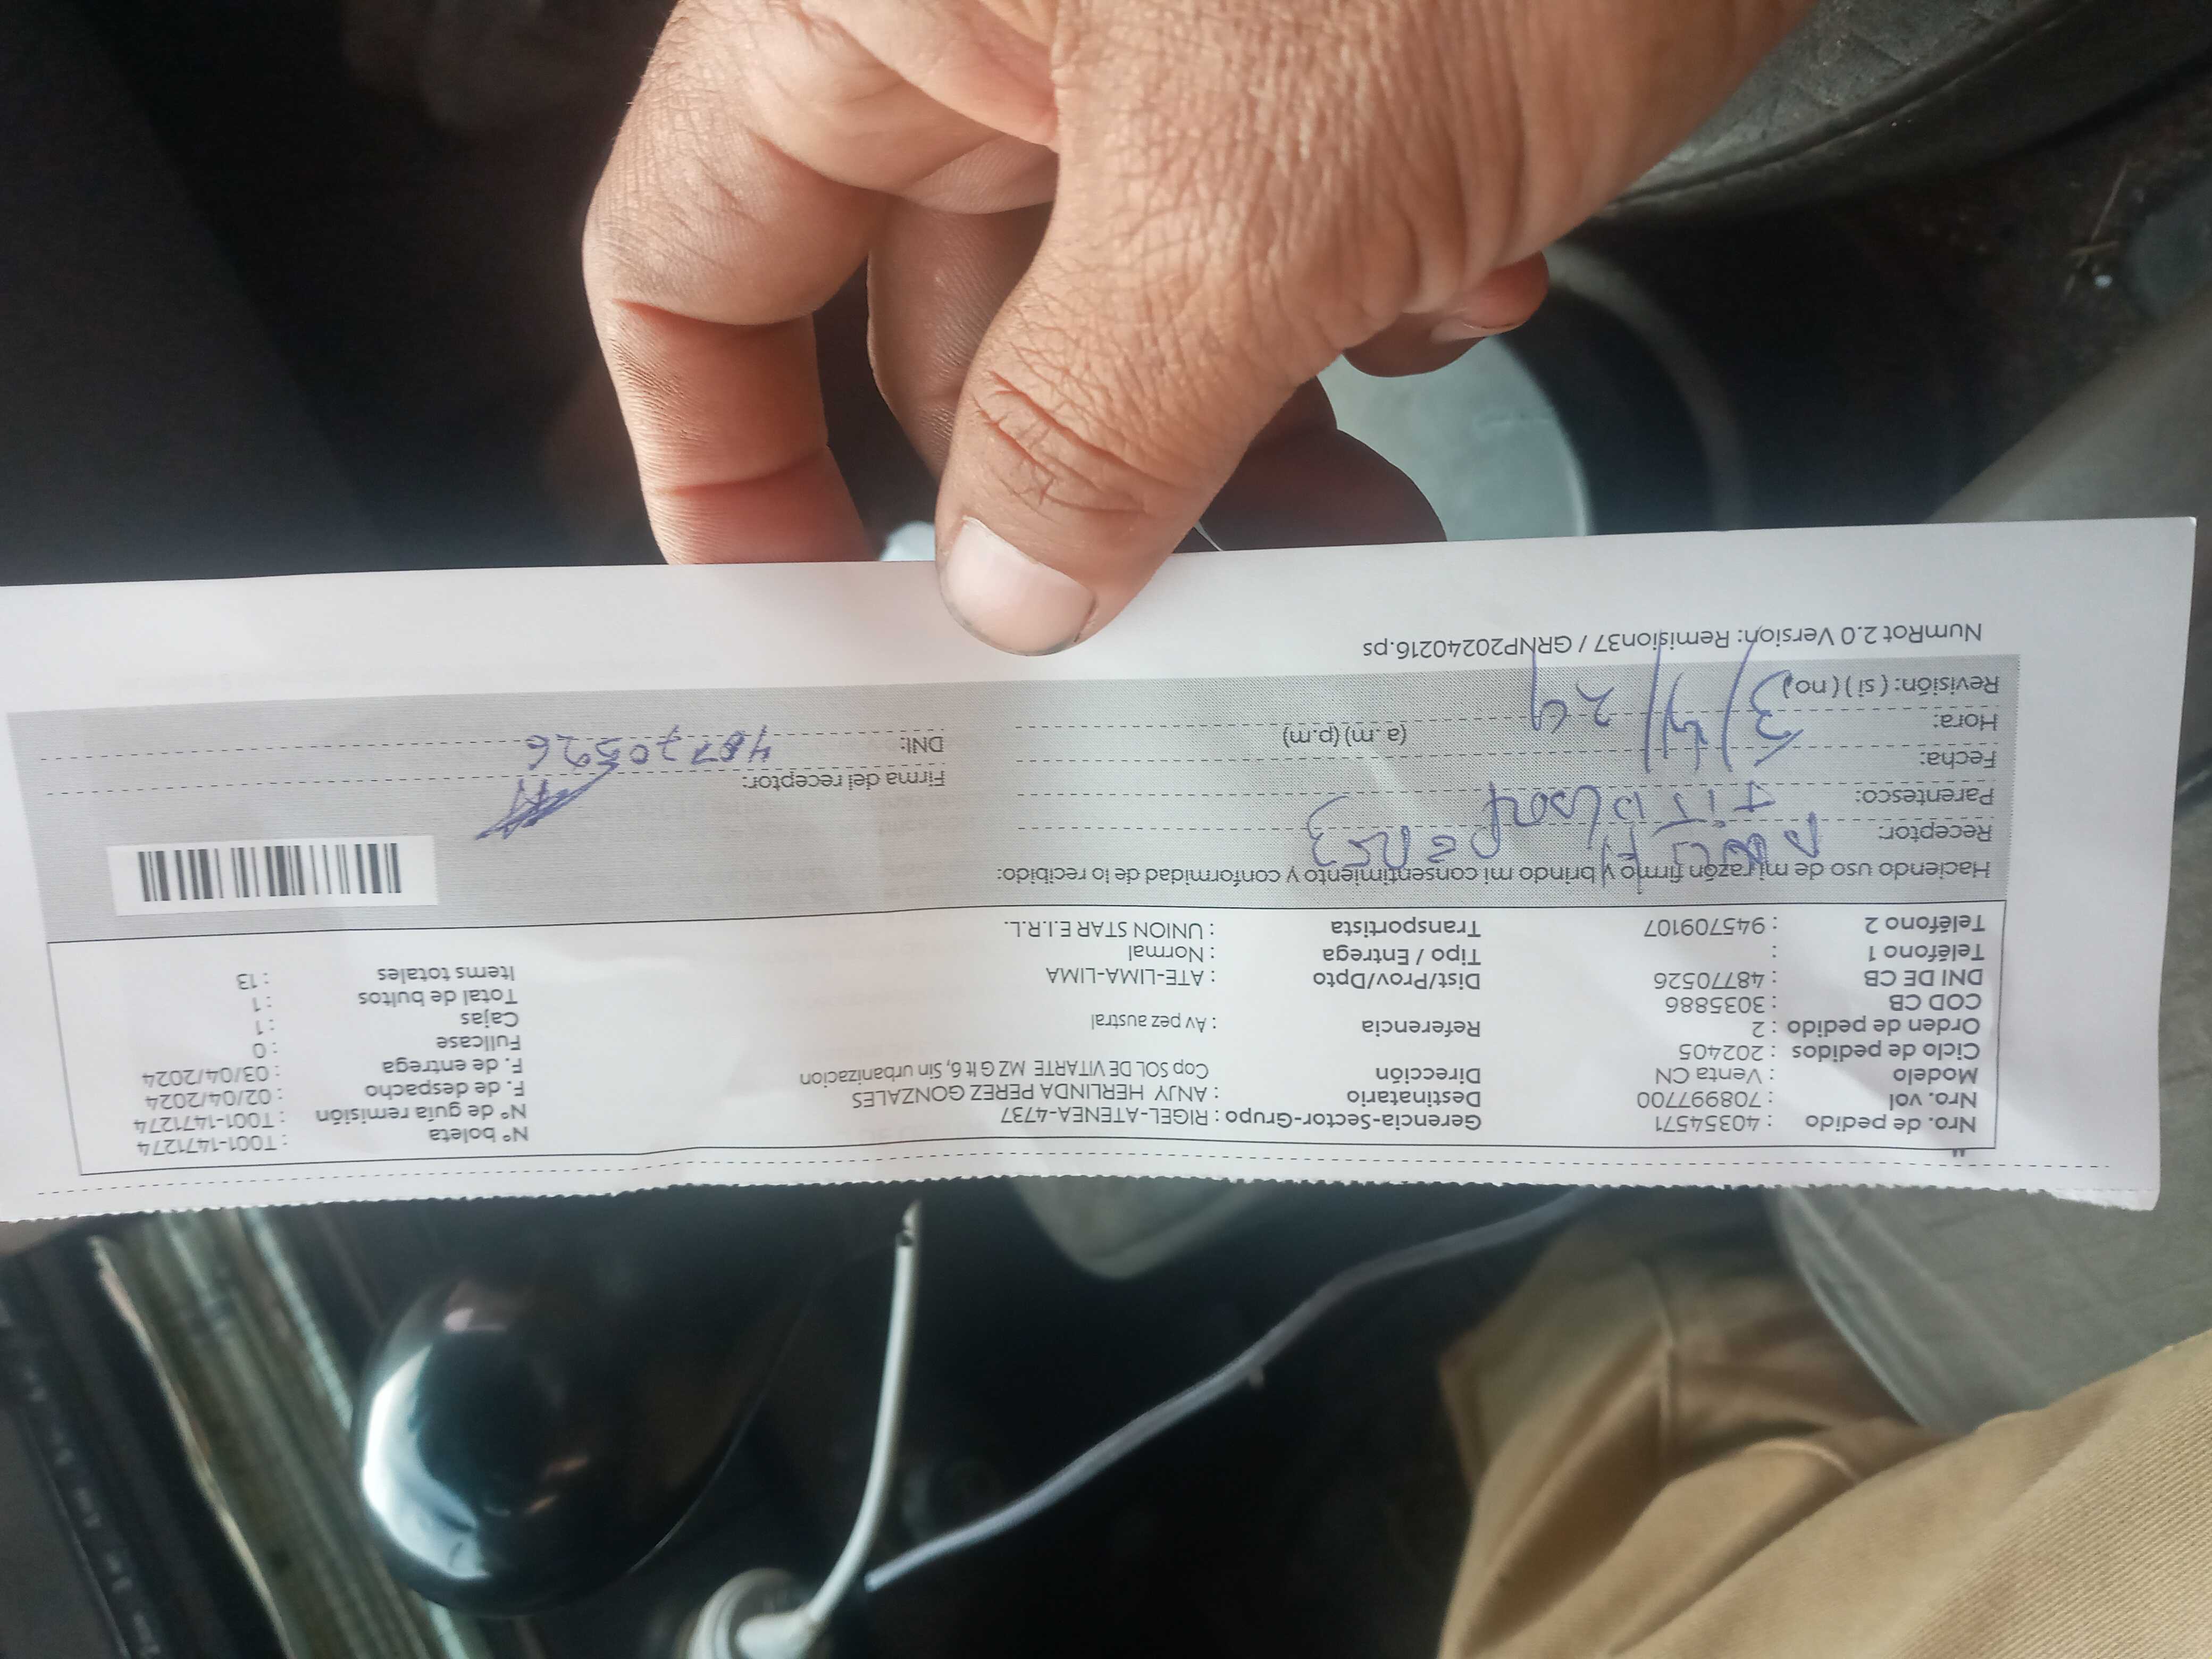 Nro. de pedido : 40354571 Gerencia-Sector-Grupo : RIGEL-ATENEA-4737 N° boleta : T001-1471274
Nro. vol : 708997700 Destinatario : ANJY HERLINDA PEREZ GONZALES N° de guía remisión : T001-1471274
Modelo : Venta CN Dirección Cop SOL DE VITARTE MZ G lt 6, Sin urbanizacion F. de despacho : 02/04/2024
Ciclo de pedidos : 202405 F. de entrega : 03/04/2024
Orden de pedido : 2 Referencia : Av pez austral Fullcase : 0
COD CB : 3035886 Cajas : 1
DNI DE CB : 48770526 Dist/Prov/Dpto : ATE-LIMA-LIMA Total de bultos : 1
Teléfono 1 : Tipo / Entrega : Normal Items totales : 13
Teléfono 2 : 945709107 Transportista : UNION STAR E.I.R.L.
Haciendo uso de mi razón firmo y brindo mi consentimiento y conformidad de lo recibido:
Receptor:
Parentesco: Firma del receptor:
Fecha: 3/4/24
Hora: (a.m) (p.m) DNI:
Revisión: ( si ) ( no )
NumRot 2.0 Version: Remision37 / GRNP20240216.ps